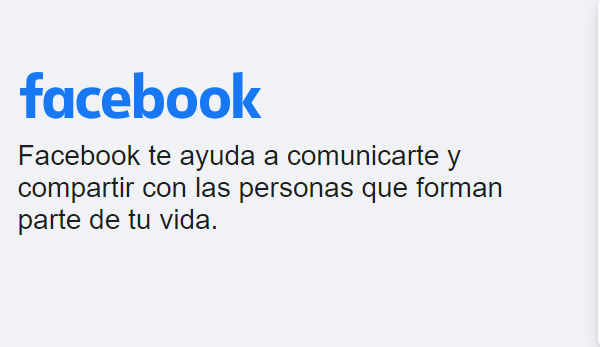 facebook
Facebook te ayuda a comunicarte y
compartir con las personas que forman
parte de tu vida.